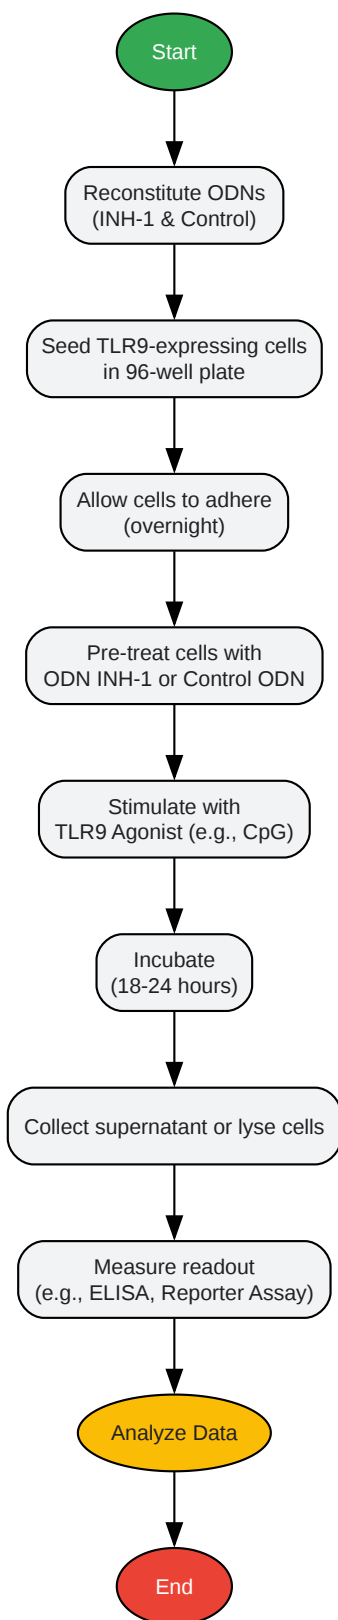 Start
Reconstitute ODNs
(INH-1 & Control)
Seed TLR9-expressing cells
in 96-well plate
Allow cells to adhere
(overnight)
Pre-treat cells with
ODN INH-1 or Control ODN
Stimulate with
TLR9 Agonist (e.g., CpG)
Incubate
(18-24 hours)
Collect supernatant or lyse cells
Measure readout
(e.g., ELISA, Reporter Assay)
Analyze Data
End